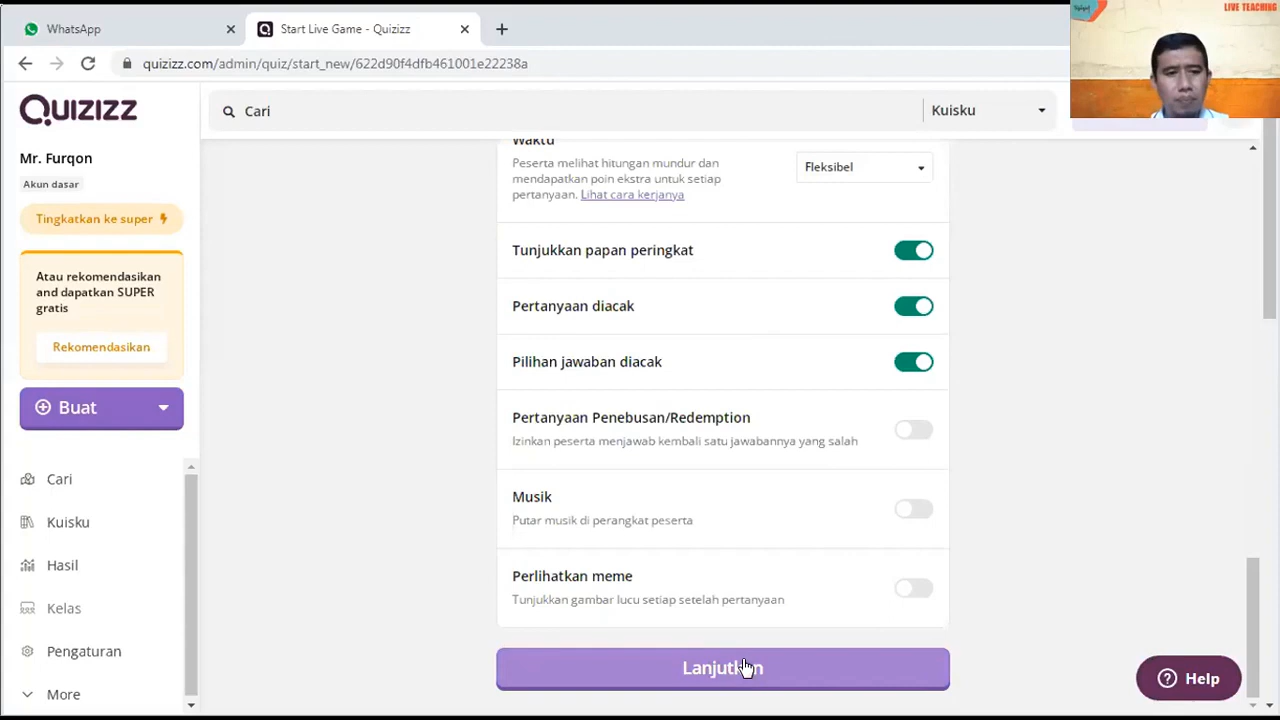 WhatsApp
Start Live Game - Quizizz
LIVE TEACHING
quizizz.com/admin/quiz/start_new/622d90f4dfb461001e22238a
QUIZIZZ
Cari
Kuisku
Mr. Furqon
Akun dasar
Tingkatkan ke super
Atau rekomendasikan
and dapatkan SUPER
gratis
Rekomendasikan
Buat
Cari
Kuisku
Hasil
Kelas
Pengaturan
More
Waktu
Peserta melihat hitungan mundur dan
mendapatkan poin ekstra untuk setiap
pertanyaan. Lihat cara kerjanya
Fleksibel
Tunjukkan papan peringkat
Pertanyaan diacak
Pilihan jawaban diacak
Pertanyaan Penebusan/Redemption
Izinkan peserta menjawab kembali satu jawabannya yang salah
Musik
Putar musik di perangkat peserta
Perlihatkan meme
Tunjukkan gambar lucu setiap setelah pertanyaan
Lanjutkan
Help